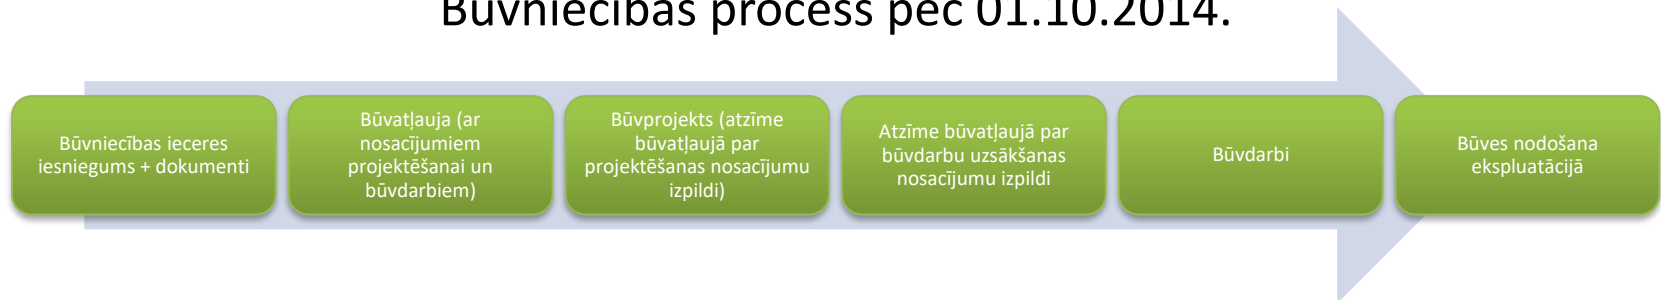 Būvniecības process pēc 01.10.2014.
Būvniecības ieceres
iesniegums + dokumenti
Būvatļauja (ar
nosacījumiem
projektēšanai un
būvdarbiem)
Būvprojekts (atzīme
būvatļaujā par
projektēšanas nosacījumu
izpildi)
Atzīme būvatļaujā par
būvdarbu uzsākšanas
nosacījumu izpildi
Būvdarbi
Būves nodošana
ekspluatācijā